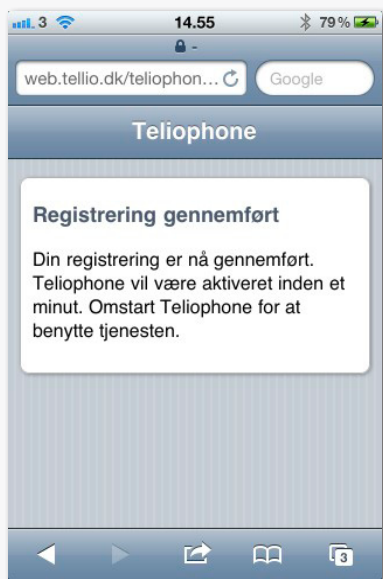 3 14.55 79 %
-
web.tellio.dk/teliophon... Google
Teliophone
Registrering gennemført
Din registrering er nå gennemført.
Teliophone vil være aktiveret inden et
minut. Omstart Teliophone for at
benytte tjenesten.
3